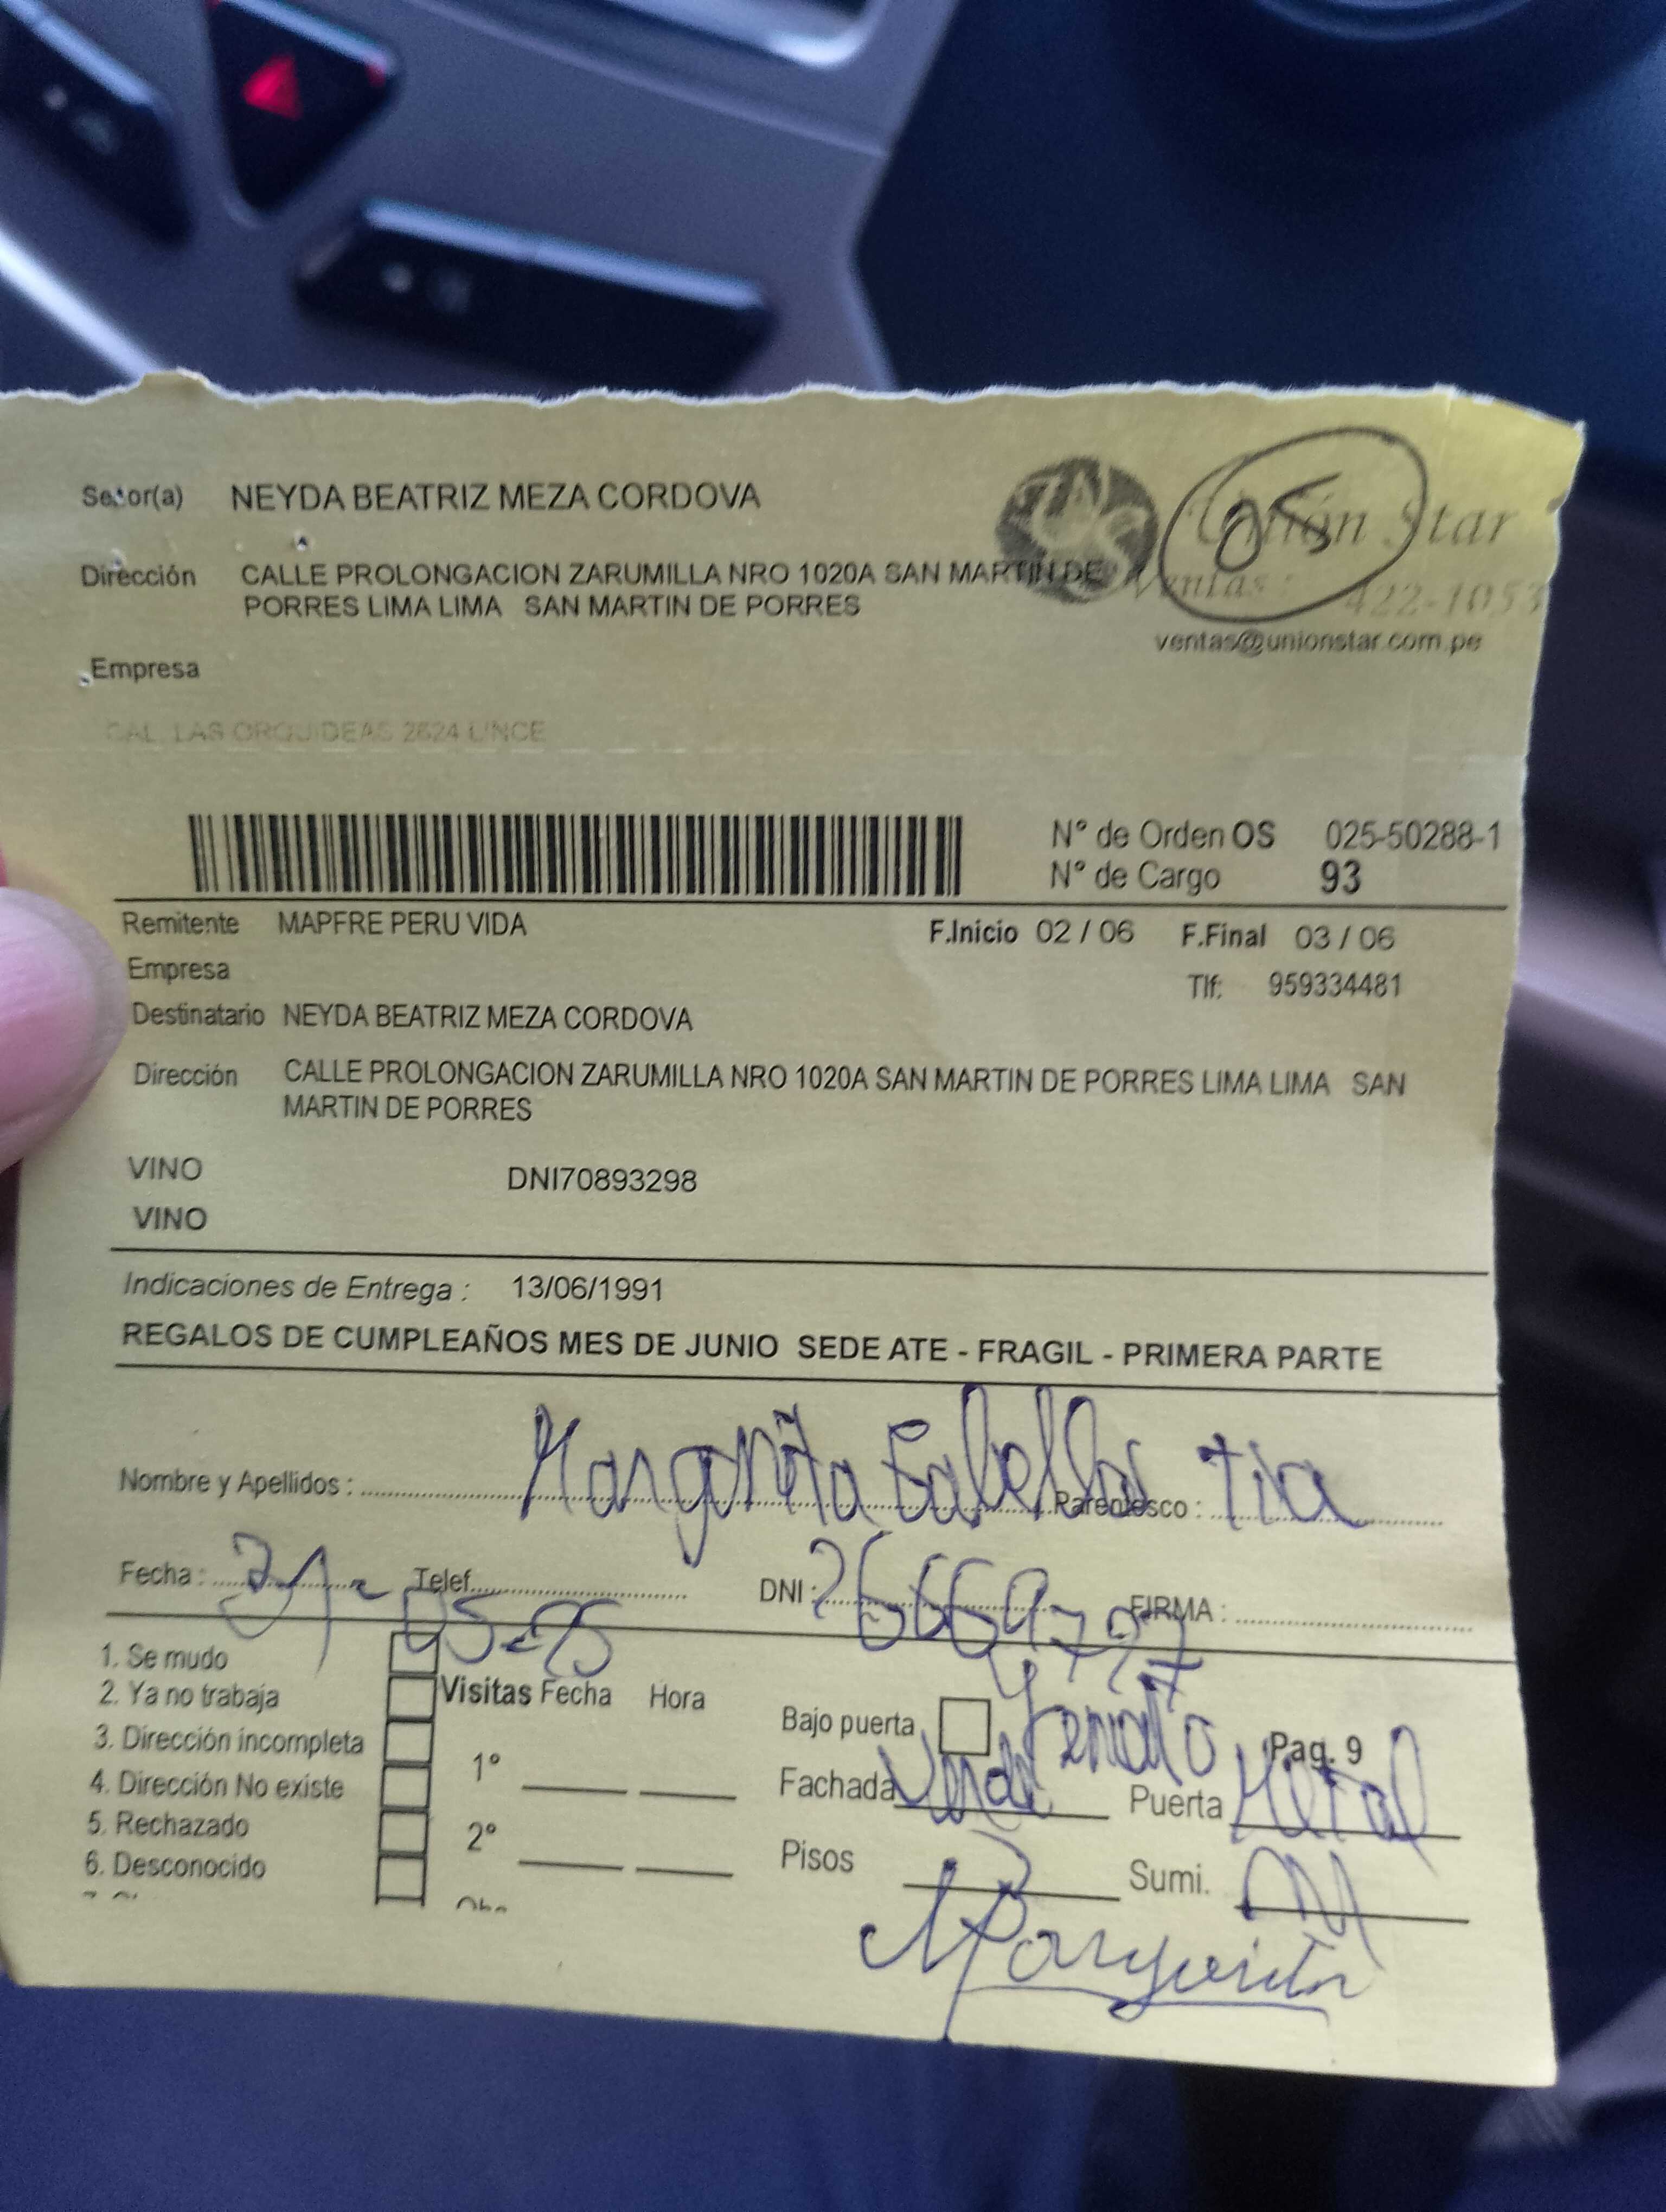 Señor(a) NEYDA BEATRIZ MEZA CORDOVA
05
Unión Star
Dirección CALLE PROLONGACION ZARUMILLA NRO 1020A SAN MARTIN DE
PORRES LIMA LIMA SAN MARTIN DE PORRES
Ventas: 422-1053
ventas@unionstar.com.pe
Empresa
CAL. LAS ORQUIDEAS 2624 LINCE
N° de Orden OS 025-50288-1
N° de Cargo 93
Remitente MAPFRE PERU VIDA F.Inicio 02 / 06 F.Final 03 / 06
Empresa Tlf: 959334481
Destinatario NEYDA BEATRIZ MEZA CORDOVA
Dirección CALLE PROLONGACION ZARUMILLA NRO 1020A SAN MARTIN DE PORRES LIMA LIMA SAN
MARTIN DE PORRES
VINO DNI70893298
VINO
Indicaciones de Entrega : 13/06/1991
REGALOS DE CUMPLEAÑOS MES DE JUNIO SEDE ATE - FRAGIL - PRIMERA PARTE
Nombre y Apellidos : Margarita Parentesco : tia
Fecha : Telef. DNI : FIRMA :
1. Se mudo
2. Ya no trabaja Visitas Fecha Hora
3. Dirección incompleta Bajo puerta Pag. 9
4. Dirección No existe 1° Fachada Verde Puerta Metal
5. Rechazado
6. Desconocido 2° Pisos Sumi.
Margarita